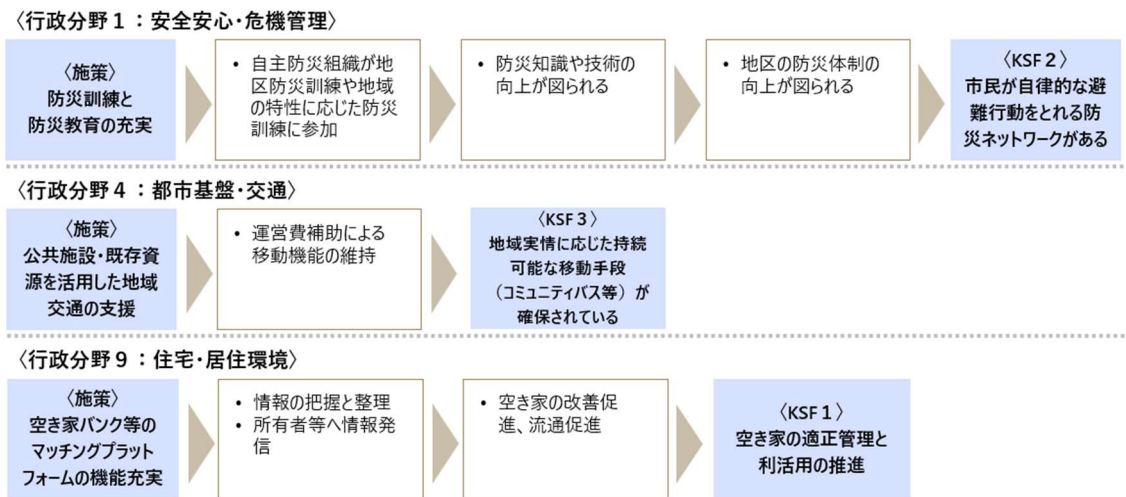 〈行政分野1:安全安心・危機管理〉
〈施策〉
防災訓練と
防災教育の充実
• 自主防災組織が地
区防災訓練や地域
の特性に応じた防災
訓練に参加
• 防災知識や技術の
向上が図られる
• 地区の防災体制の
向上が図られる
〈KSF2〉
市民が自律的な避
難行動をとれる防
災ネットワークがある
〈行政分野4:都市基盤・交通〉
〈施策〉
公共施設・既存資
源を活用した地域
交通の支援
• 運営費補助による
移動機能の維持
〈KSF3〉
地域実情に応じた持続
可能な移動手段
(コミュニティバス等)が
確保されている
〈行政分野9:住宅・居住環境〉
〈施策〉
空き家バンク等の
マッチングプラット
フォームの機能充実
• 情報の把握と整理
• 所有者等へ情報発
信
• 空き家の改善促
進、流通促進
〈KSF1〉
空き家の適正管理と
利活用の推進